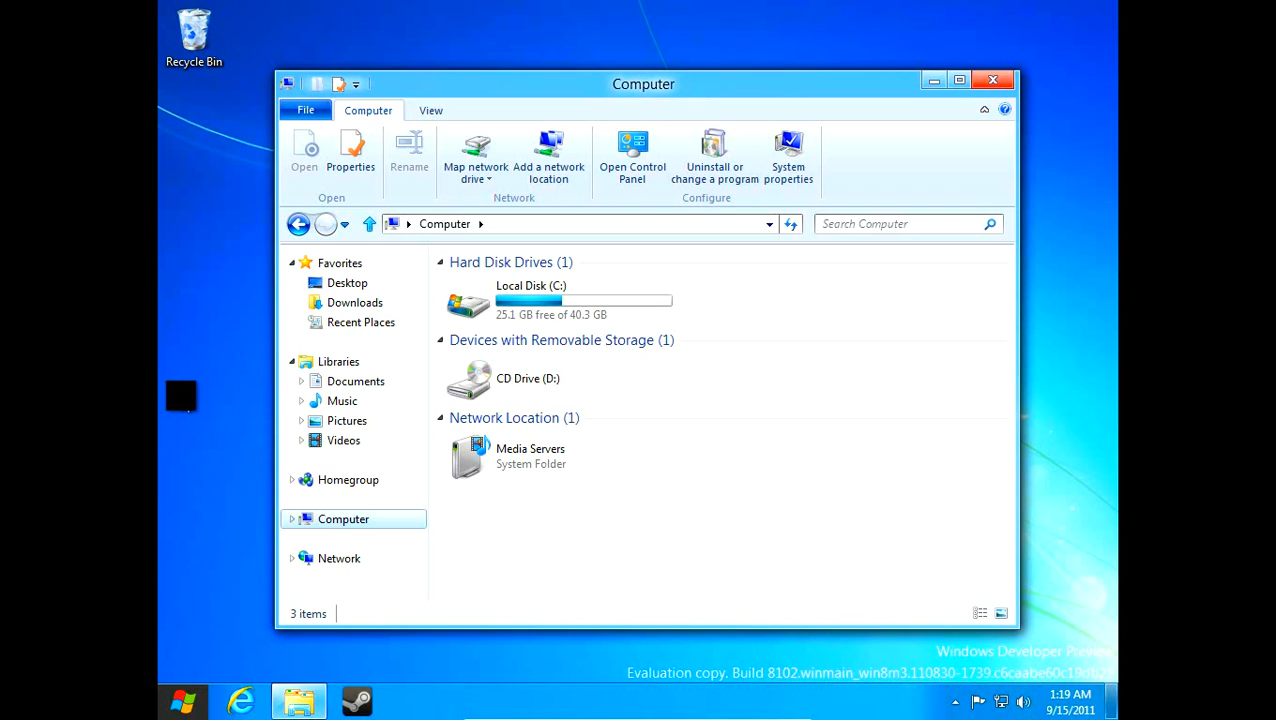 Recycle Bin
Computer
File
Computer
View
Open
Properties
Rename
Map network
drive
Add a network
location
Open Control
Panel
Uninstall or
change a program
System
properties
Open
Network
Configure
Computer
Search Computer
Favorites
Desktop
Downloads
Recent Places
Libraries
Documents
Music
Pictures
Videos
Homegroup
Computer
Network
Hard Disk Drives (1)
Local Disk (C:)
25.1 GB free of 40.3 GB
Devices with Removable Storage (1)
CD Drive (D:)
Network Location (1)
Media Servers
System Folder
3 items
Windows Developer Preview
Evaluation copy. Build 8102.winmain_win8m3.110830-1739.
1:19 AM
9/15/2011